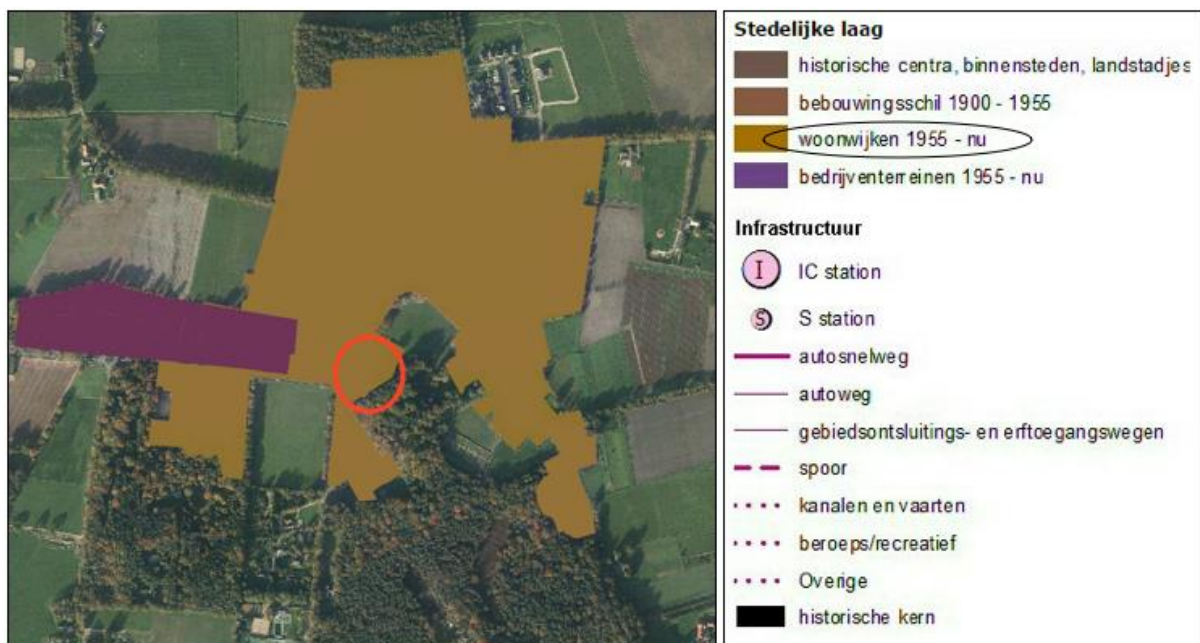 Stedelijke laag
historische centra, binnensteden, landstadjes
bebouwingsschil 1900 - 1955
woonwijken 1955 - nu
bedrijventerreinen 1955 - nu
Infrastructuur
I IC station
S S station
autosnelweg
autoweg
gebiedsontsluitings- en erftoegangswegen
spoor
kanalen en vaarten
beroeps/recreatief
Overige
historische kern